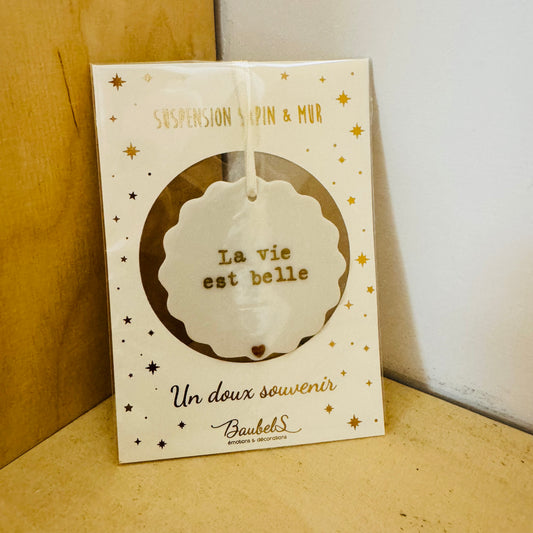 SUSPENSION SAPIN & MUR
La vie
est belle
Un doux souvenir
BaubelS
émotions & décorations